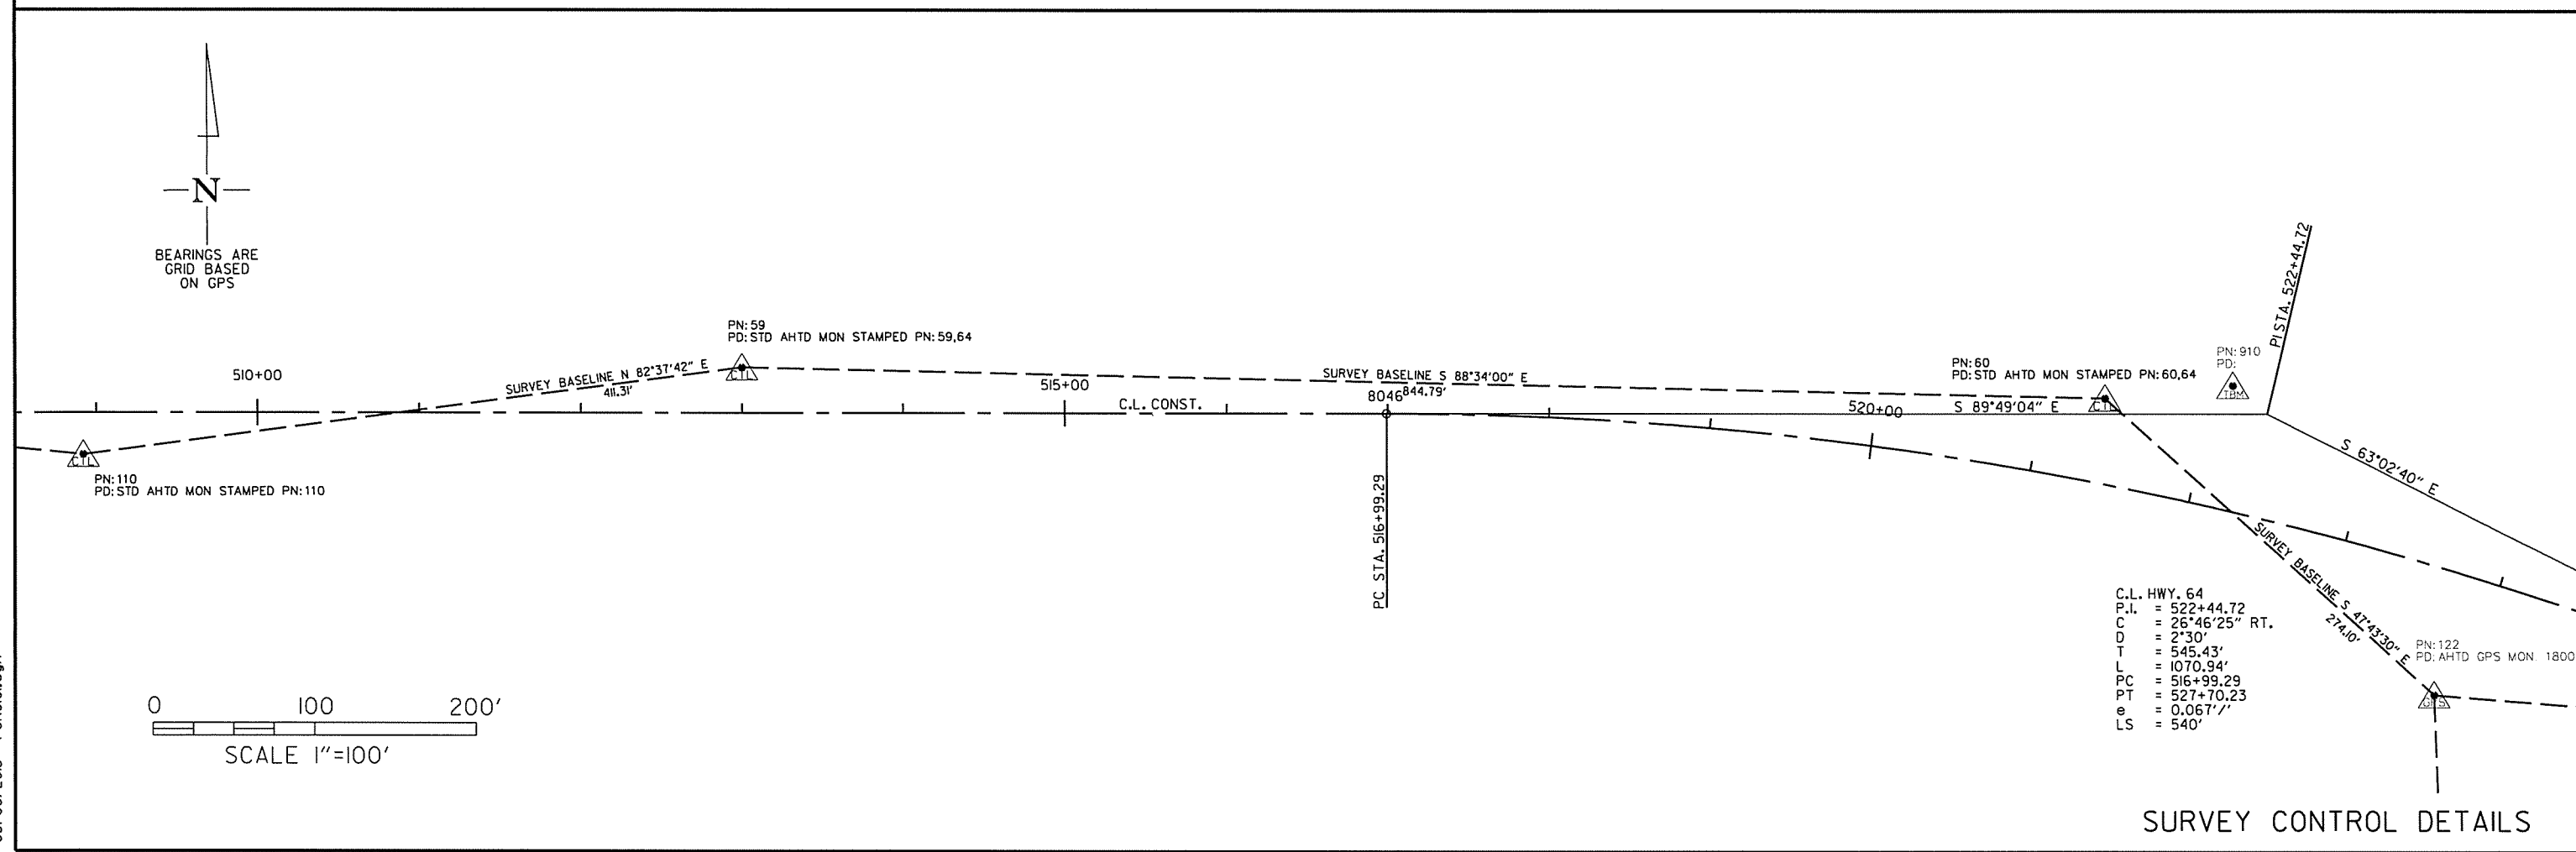 N
BEARINGS ARE
GRID BASED
ON GPS
510+00
PN:110
PD:STD AHTD MON STAMPED PN:110
CTL
SURVEY BASELINE N 82°37'42" E
411.31'
PN:59
PD:STD AHTD MON STAMPED PN:59,64
CTL
515+00
C.L. CONST.
SURVEY BASELINE S 88°34'00" E
844.79'
8046
PC STA. 516+99.29
520+00
S 89°49'04" E
PN:60
PD:STD AHTD MON STAMPED PN:60,64
CTL
PN:910
PD:
TBM
PI STA. 522+44.72
S 63°02'40" E
SURVEY BASELINE S 47°43'30" E
274.10'
PN:122
PD:AHTD GPS MON. 1800
GPS
C.L. HWY. 64
P.I. = 522+44.72
C = 26°46'25" RT.
D = 2°30'
T = 545.43'
L = 1070.94'
PC = 516+99.29
PT = 527+70.23
e = 0.067'/'
LS = 540'
0 100 200'
SCALE 1"=100'
SURVEY CONTROL DETAILS